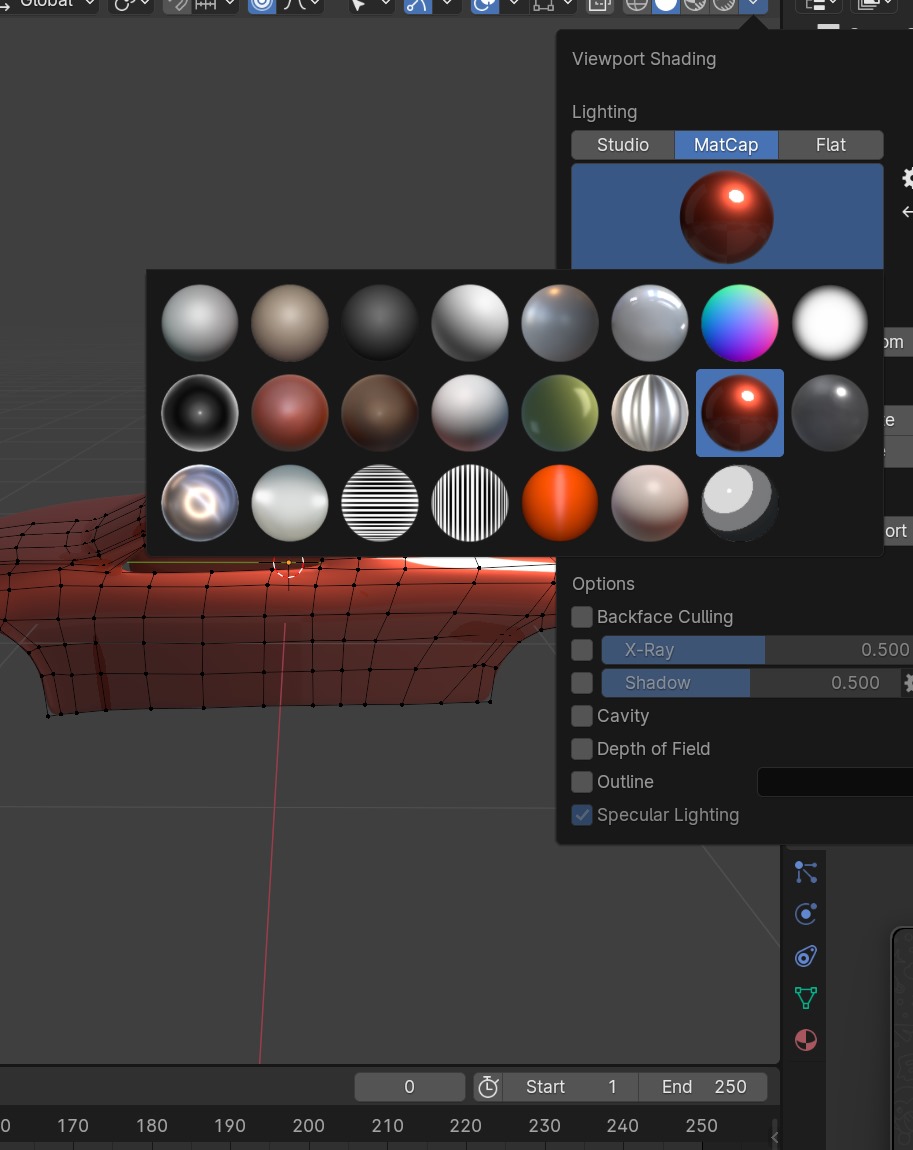 Global
Viewport Shading
Lighting
Studio MatCap Flat
om
e
ort
Options
Backface Culling
X-Ray 0.500
Shadow 0.500
Cavity
Depth of Field
Outline
Specular Lighting
0 Start 1 End 250
0 170 180 190 200 210 220 230 240 250